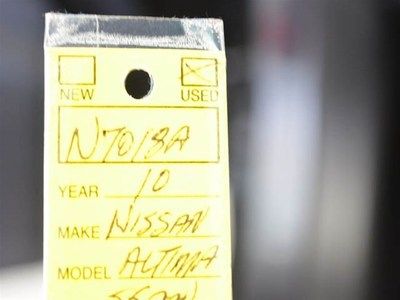 NEW USED
N7018A
YEAR 10
MAKE NISSAN
MODEL ALTIMA